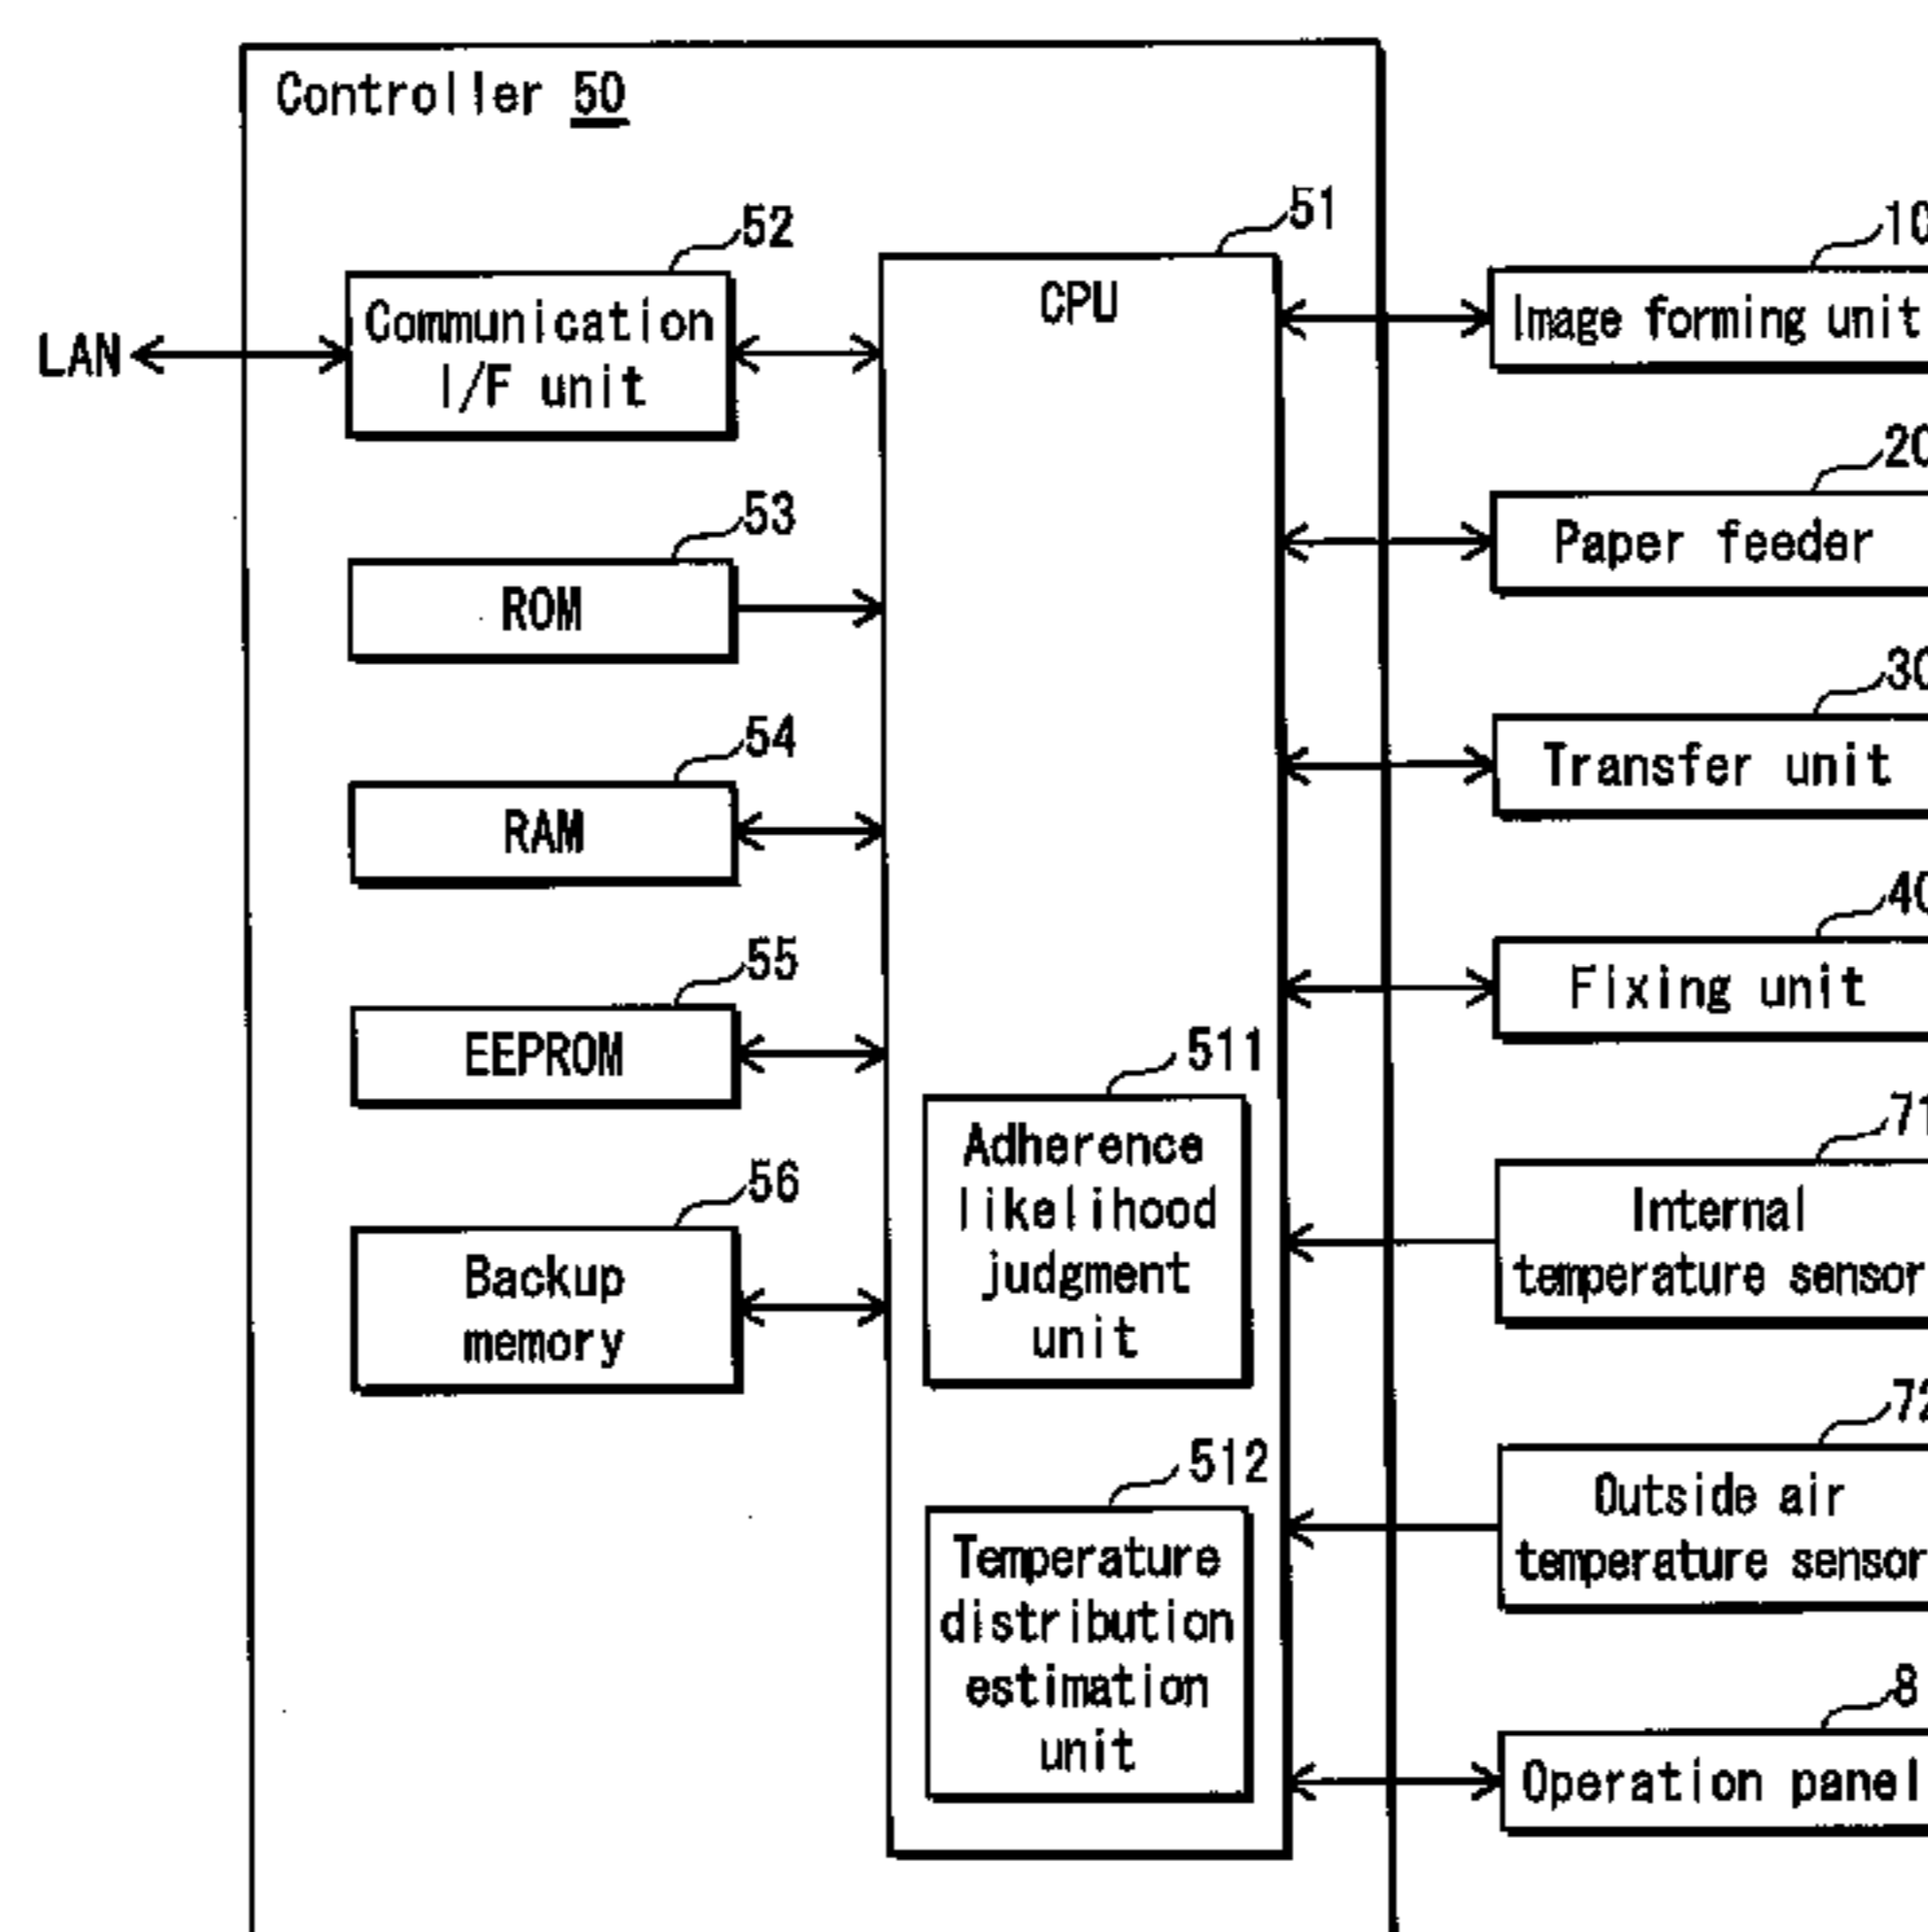 Controller 50
52
Communication
I/F unit
LAN
53
ROM
54
RAM
55
EEPROM
56
Backup
memory
51
CPU
511
Adherence
likelihood
judgment
unit
512
Temperature
distribution
estimation
unit
10
Image forming unit
20
Paper feeder
30
Transfer unit
40
Fixing unit
71
Internal
temperature sensor
72
Outside air
temperature sensor
8
Operation panel